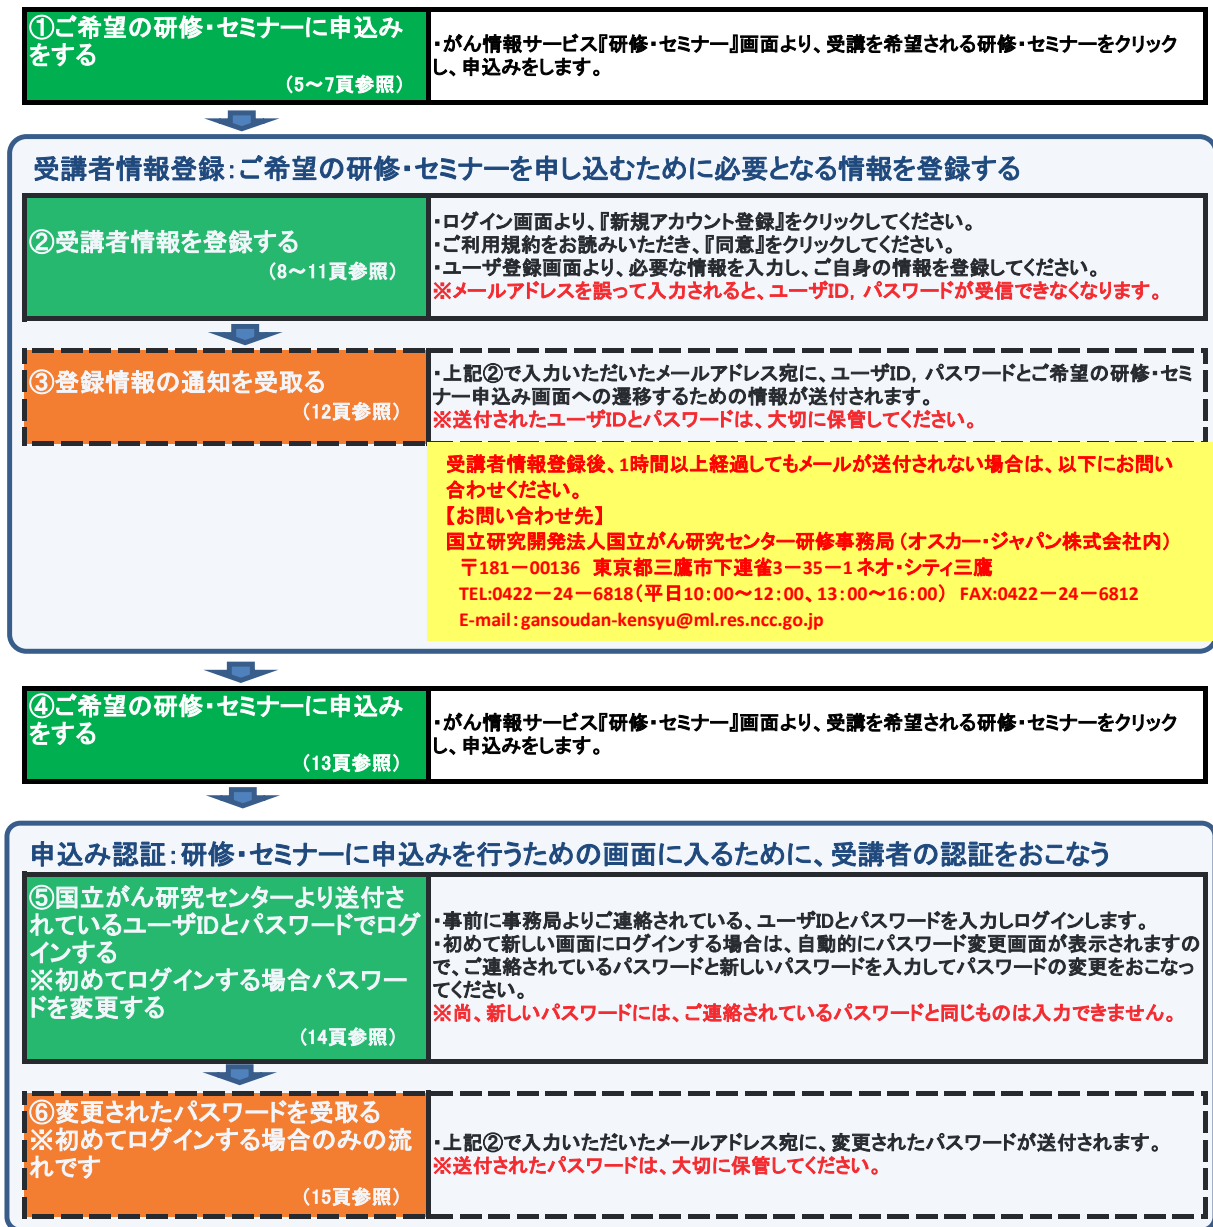 ①ご希望の研修・セミナーに申込み
をする
（5～7頁参照）
・がん情報サービス『研修・セミナー』画面より、受講を希望される研修・セミナーをクリック
し、申込みをします。
受講者情報登録：ご希望の研修・セミナーを申し込むために必要となる情報を登録する
②受講者情報を登録する
（8～11頁参照）
・ログイン画面より、『新規アカウント登録』をクリックしてください。
・ご利用規約をお読みいただき、『同意』をクリックしてください。
・ユーザ登録画面より、必要な情報を入力し、ご自身の情報を登録してください。
※メールアドレスを誤って入力されると、ユーザID，パスワードが受信できなくなります。
③登録情報の通知を受取る
（12頁参照）
・上記②で入力いただいたメールアドレス宛に、ユーザID，パスワードとご希望の研修・セミ
ナー申込み画面への遷移するための情報が送付されます。
※送付されたユーザIDとパスワードは、大切に保管してください。
受講者情報登録後、1時間以上経過してもメールが送付されない場合は、以下にお問い
合わせください。
【お問い合わせ先】
国立研究開発法人国立がん研究センター研修事務局（オスカー・ジャパン株式会社内）
〒181－00136　東京都三鷹市下連雀3－35－1 ネオ・シティ三鷹
TEL:0422－24－6818（平日10：00～12：00、13：00～16：00）　FAX:0422－24－6812
E-mail：gansoudan-kensyu@ml.res.ncc.go.jp
④ご希望の研修・セミナーに申込み
をする
（13頁参照）
・がん情報サービス『研修・セミナー』画面より、受講を希望される研修・セミナーをクリック
し、申込みをします。
申込み認証：研修・セミナーに申込みを行うための画面に入るために、受講者の認証をおこなう
⑤国立がん研究センターより送付さ
れているユーザIDとパスワードでログ
インする
※初めてログインする場合パスワー
ドを変更する
（14頁参照）
・事前に事務局よりご連絡されている、ユーザIDとパスワードを入力しログインします。
・初めて新しい画面にログインする場合は、自動的にパスワード変更画面が表示されますの
で、ご連絡されているパスワードと新しいパスワードを入力してパスワードの変更をおこなっ
てください。
※尚、新しいパスワードには、ご連絡されているパスワードと同じものは入力できません。
⑥変更されたパスワードを受取る
※初めてログインする場合のみの流
れです
（15頁参照）
・上記②で入力いただいたメールアドレス宛に、変更されたパスワードが送付されます。
※送付されたパスワードは、大切に保管してください。